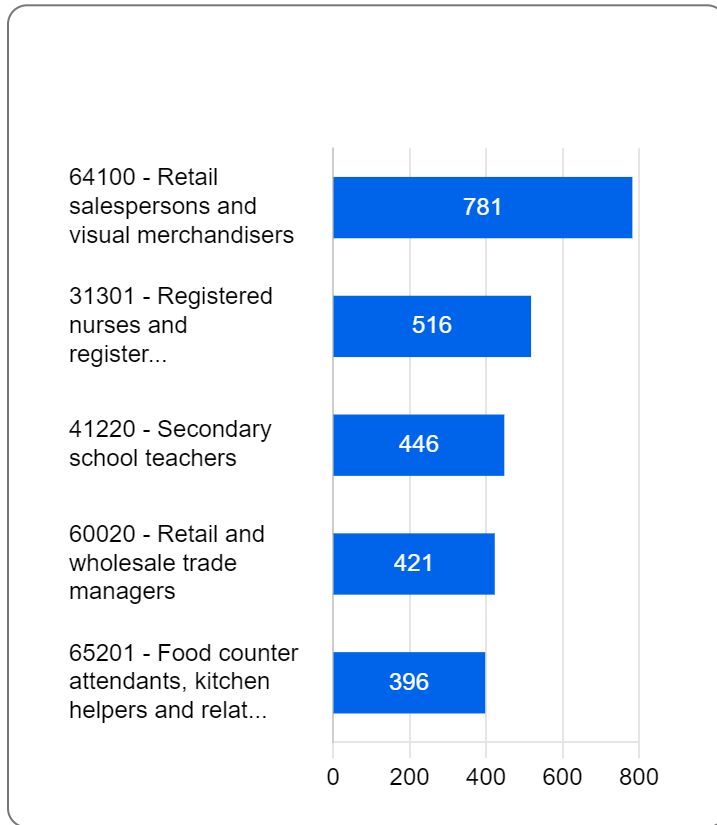 64100 - Retail
salespersons and
visual merchandisers
781
31301 - Registered
nurses and
register...
516
41220 - Secondary
school teachers
446
60020 - Retail and
wholesale trade
managers
421
65201 - Food counter
attendants, kitchen
helpers and relat...
396
0 200 400 600 800